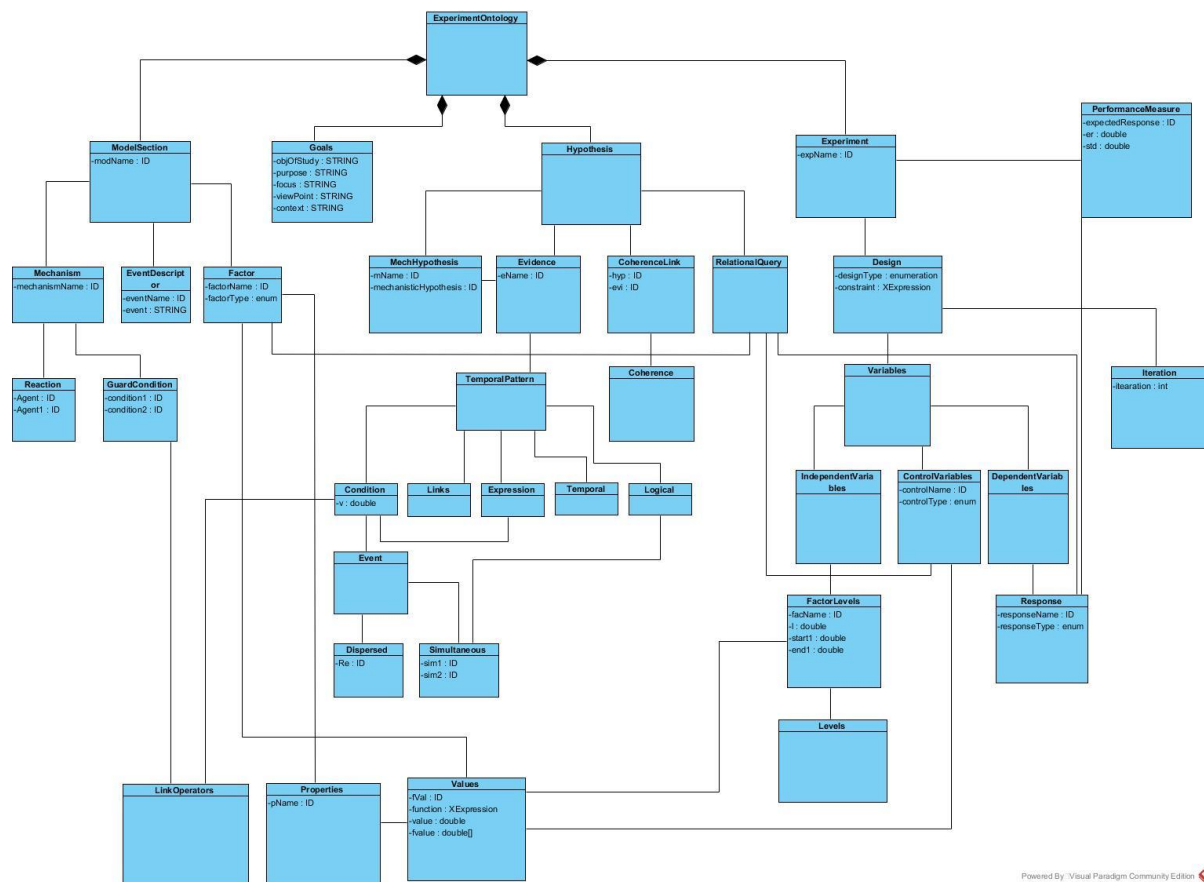 ExperimentOntology
PerformanceMeasure
-expectedResponse : ID
-er : double
-std : double
ModelSection
-modName : ID
Goals
-objOfStudy : STRING
-purpose : STRING
-focus : STRING
-viewPoint : STRING
-context : STRING
Hypothesis
Experiment
-expName : ID
Mechanism
-mechanismName : ID
EventDescript
or
-eventName : ID
-event : STRING
Factor
-factorName : ID
-factorType : enum
MechHypothesis
-mName : ID
-mechanisticHypothesis : ID
Evidence
-eName : ID
CoherenceLink
-hyp : ID
-evi : ID
RelationalQuery
Design
-designType : enumeration
-constraint : XExpression
Reaction
-Agent : ID
-Agent1 : ID
GuardCondition
-condition1 : ID
-condition2 : ID
TemporalPattern
Coherence
Variables
Iteration
-itearation : int
Condition
-v : double
Links
Expression
Temporal
Logical
IndependentVaria
bles
ControlVariables
-controlName : ID
-controlType : enum
DependentVaria
bles
Event
FactorLevels
-facName : ID
-l : double
-start1 : double
-end1 : double
Response
-responseName : ID
-responseType : enum
Dispersed
-Re : ID
Simultaneous
-sim1 : ID
-sim2 : ID
Levels
LinkOperators
Properties
-pName : ID
Values
-fVal : ID
-function : XExpression
-value : double
-fvalue : double[]
Powered By Visual Paradigm Community Edition